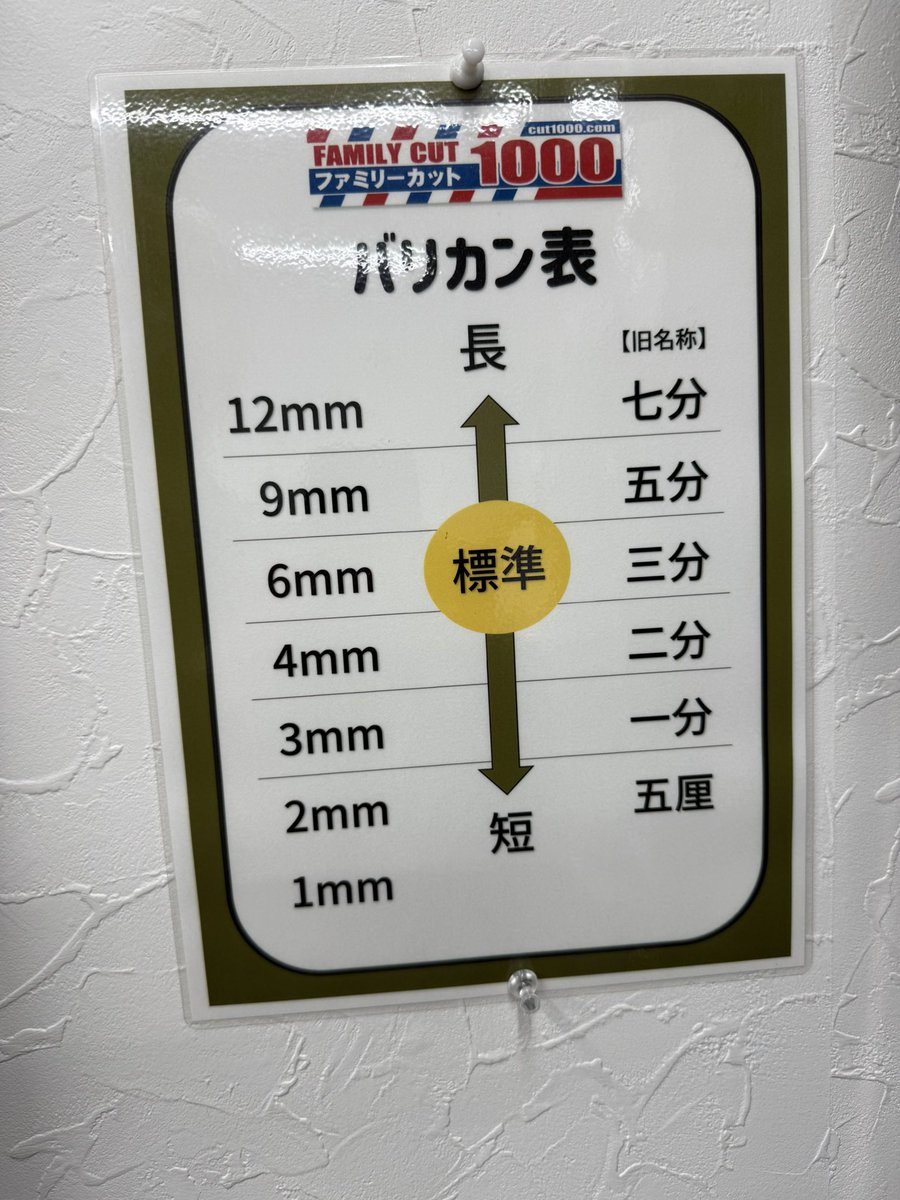 cut1000.com
FAMILY CUT 1000
ファミリーカット
バリカン表
長 【旧名称】
12mm 七分
9mm 五分
6mm 標準 三分
4mm 二分
3mm 一分
2mm 五厘
短
1mm